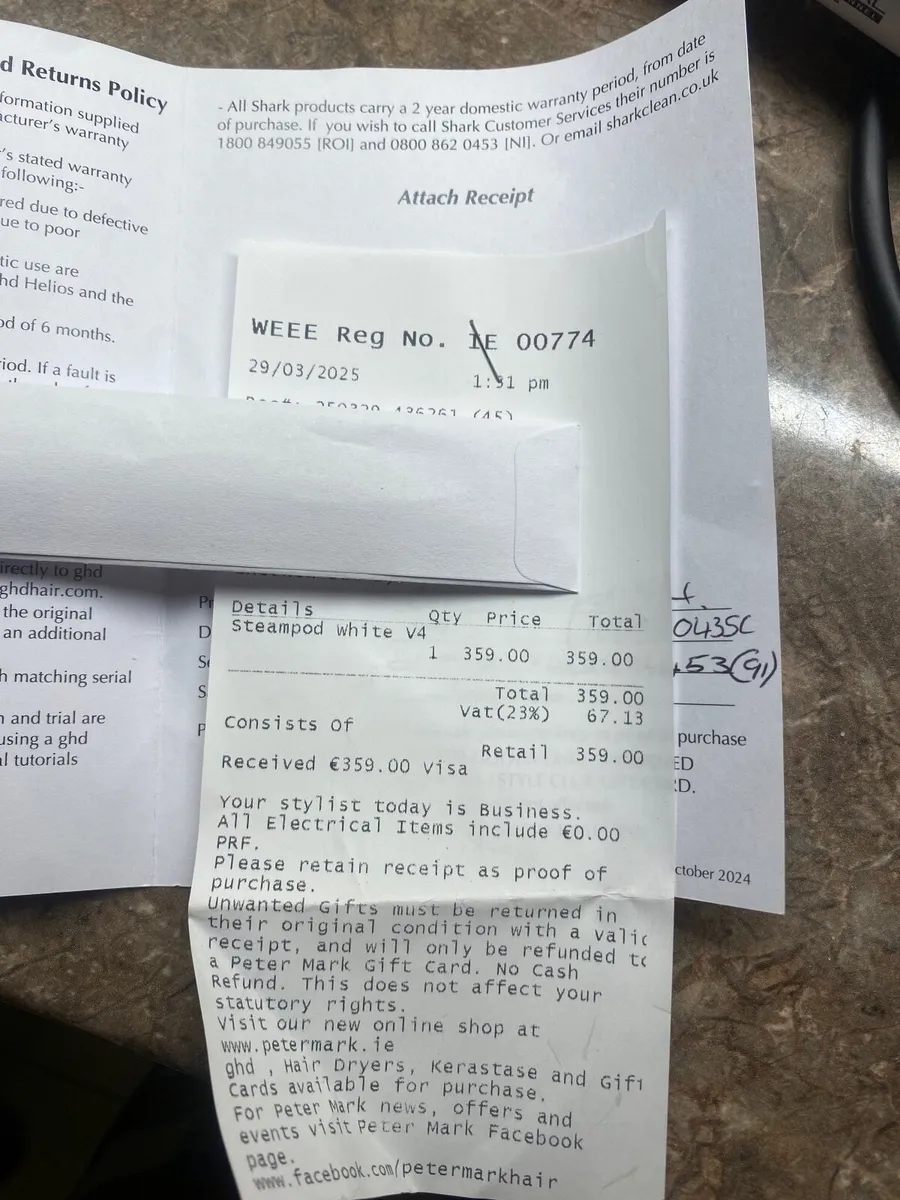 d Returns Policy
formation supplied
acturer's warranty
's stated warranty
following:-
red due to defective
ue to poor
tic use are
hd Helios and the
od of 6 months.
iod. If a fault is
irectly to ghd
ghdhair.com.
the original
an additional
h matching serial
n and trial are
using a ghd
al tutorials
- All Shark products carry a 2 year domestic warranty period, from date
of purchase. If you wish to call Shark Customer Services their number is
1800 849055 [ROI] and 0800 862 0453 [NI]. Or email sharkclean.co.uk
Attach Receipt
WEEE Reg No. IE 00774
29/03/2025 1:31 pm
Details Qty Price Total
Steampod white V4
1 359.00 359.00
Total 359.00
Vat(23%) 67.13
Consists of
Retail 359.00
Received €359.00 Visa
Your stylist today is Business.
All Electrical Items include €0.00
PRF.
Please retain receipt as proof of
purchase.
Unwanted Gifts must be returned in
their original condition with a valid
receipt, and will only be refunded to
a Peter Mark Gift Card. No Cash
Refund. This does not affect your
statutory rights.
Visit our new online shop at
www.petermark.ie
ghd , Hair Dryers, Kerastase and Gift
Cards available for purchase.
For Peter Mark news, offers and
events visit Peter Mark Facebook
page.
www.facebook.com/petermarkhair
0435C
53(91)
purchase
ED
D.
ctober 2024